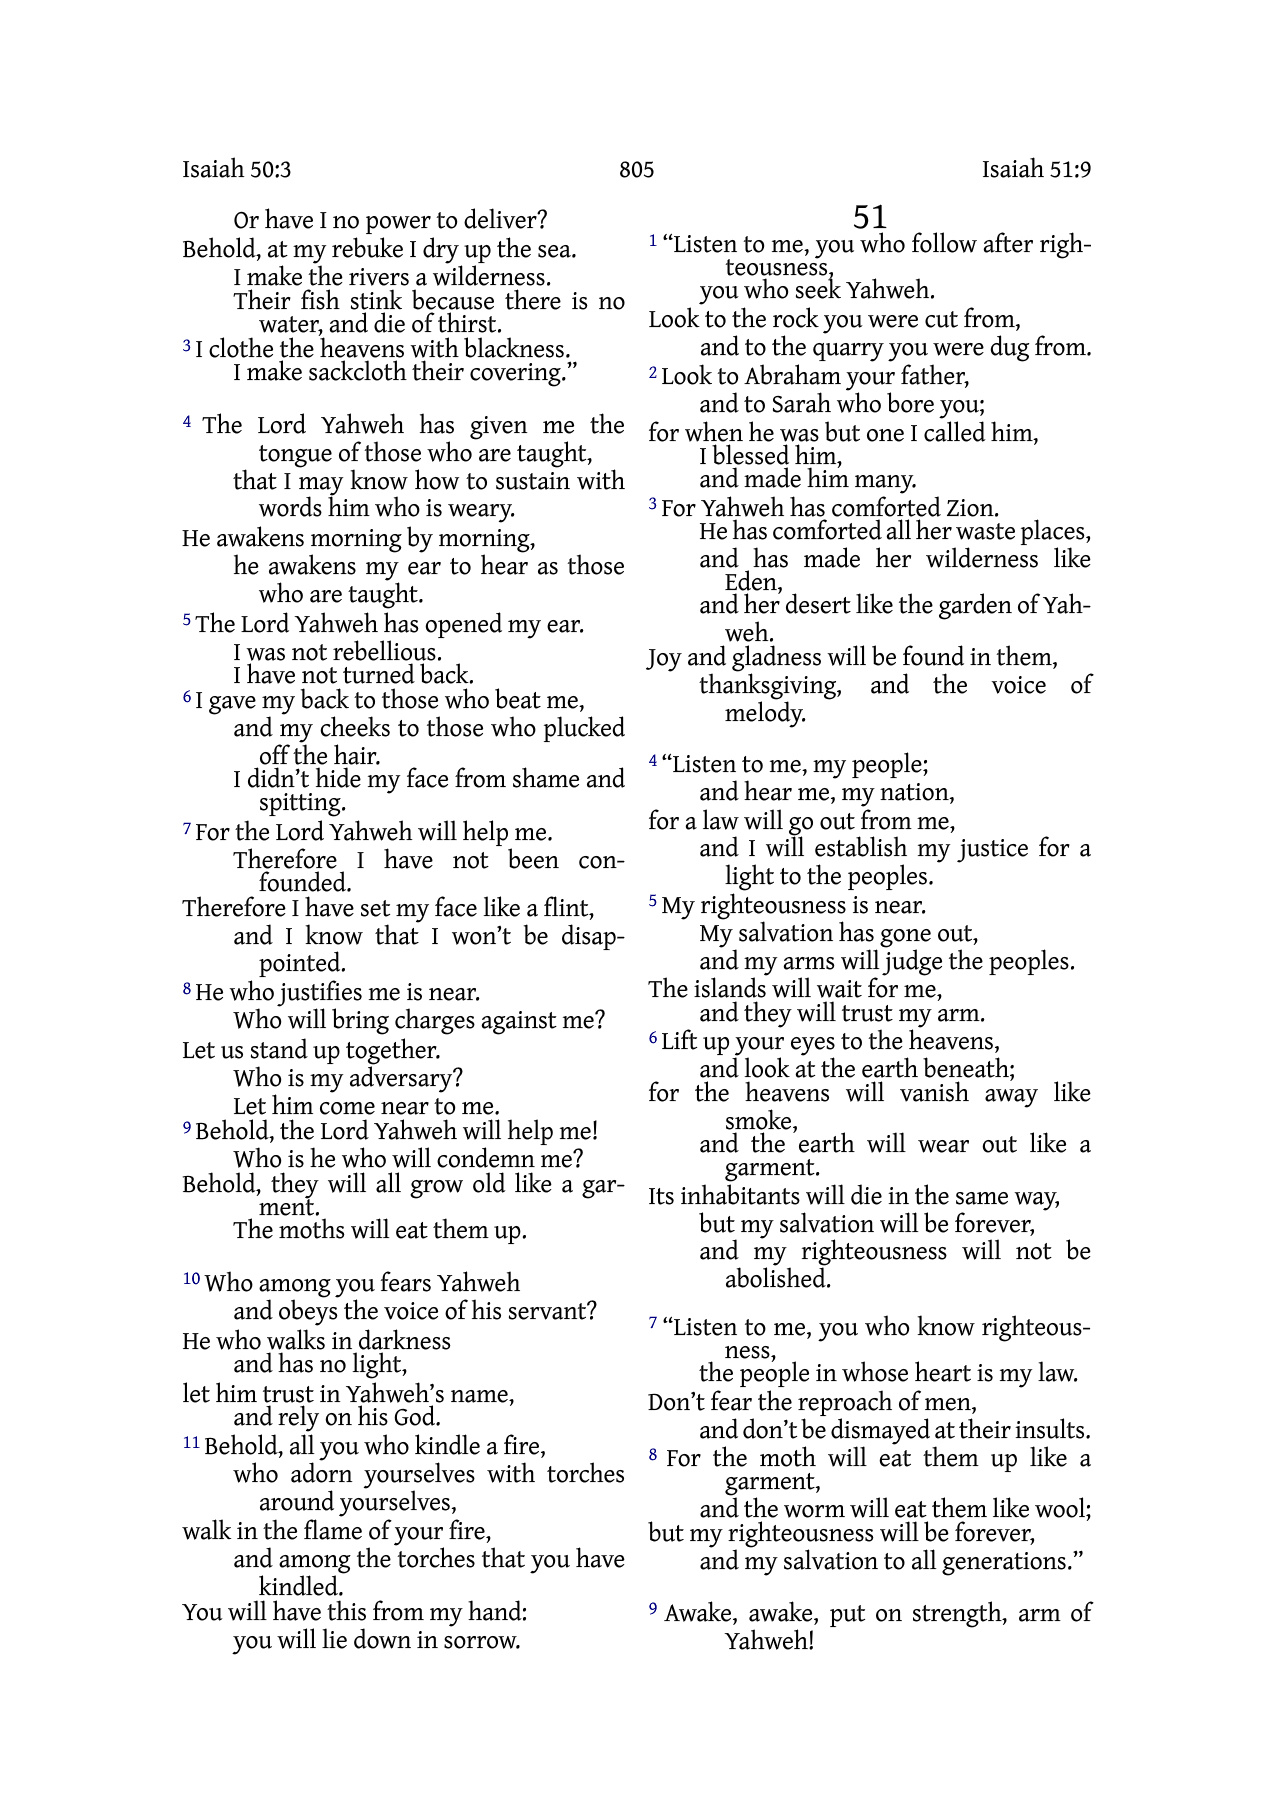 Isaiah 50:3 805 Isaiah 51:9
Or have I no power to deliver?
Behold, at my rebuke I dry up the sea.
I make the rivers a wilderness.
Their fish stink because there is no
water, and die of thirst.
3 I clothe the heavens with blackness.
I make sackcloth their covering.”
4 The Lord Yahweh has given me the
tongue of those who are taught,
that I may know how to sustain with
words him who is weary.
He awakens morning by morning,
he awakens my ear to hear as those
who are taught.
5 The Lord Yahweh has opened my ear.
I was not rebellious.
I have not turned back.
6 I gave my back to those who beat me,
and my cheeks to those who plucked
off the hair.
I didn’t hide my face from shame and
spitting.
7 For the Lord Yahweh will help me.
Therefore I have not been con-
founded.
Therefore I have set my face like a flint,
and I know that I won’t be disap-
pointed.
8 He who justifies me is near.
Who will bring charges against me?
Let us stand up together.
Who is my adversary?
Let him come near to me.
9 Behold, the Lord Yahweh will help me!
Who is he who will condemn me?
Behold, they will all grow old like a gar-
ment.
The moths will eat them up.
10 Who among you fears Yahweh
and obeys the voice of his servant?
He who walks in darkness
and has no light,
let him trust in Yahweh’s name,
and rely on his God.
11 Behold, all you who kindle a fire,
who adorn yourselves with torches
around yourselves,
walk in the flame of your fire,
and among the torches that you have
kindled.
You will have this from my hand:
you will lie down in sorrow.
51
1 “Listen to me, you who follow after righ-
teousness,
you who seek Yahweh.
Look to the rock you were cut from,
and to the quarry you were dug from.
2 Look to Abraham your father,
and to Sarah who bore you;
for when he was but one I called him,
I blessed him,
and made him many.
3 For Yahweh has comforted Zion.
He has comforted all her waste places,
and has made her wilderness like
Eden,
and her desert like the garden of Yah-
weh.
Joy and gladness will be found in them,
thanksgiving, and the voice of
melody.
4 “Listen to me, my people;
and hear me, my nation,
for a law will go out from me,
and I will establish my justice for a
light to the peoples.
5 My righteousness is near.
My salvation has gone out,
and my arms will judge the peoples.
The islands will wait for me,
and they will trust my arm.
6 Lift up your eyes to the heavens,
and look at the earth beneath;
for the heavens will vanish away like
smoke,
and the earth will wear out like a
garment.
Its inhabitants will die in the same way,
but my salvation will be forever,
and my righteousness will not be
abolished.
7 “Listen to me, you who know righteous-
ness,
the people in whose heart is my law.
Don’t fear the reproach of men,
and don’t be dismayed at their insults.
8 For the moth will eat them up like a
garment,
and the worm will eat them like wool;
but my righteousness will be forever,
and my salvation to all generations.”
9 Awake, awake, put on strength, arm of
Yahweh!